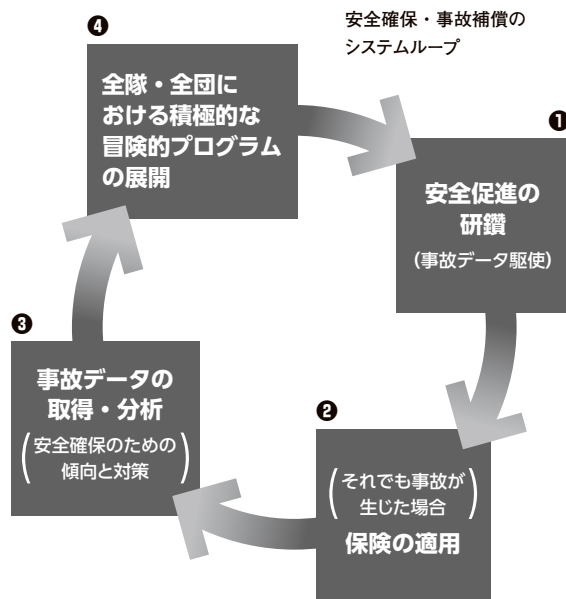 安全確保・事故補償の
システムループ
❶
安全促進の
研鑽
（事故データ駆使）
❷
（それでも事故が
生じた場合）
保険の適用
❸
事故データの
取得・分析
（安全確保のための
傾向と対策）
❹
全隊・全団に
おける積極的な
冒険的プログラム
の展開